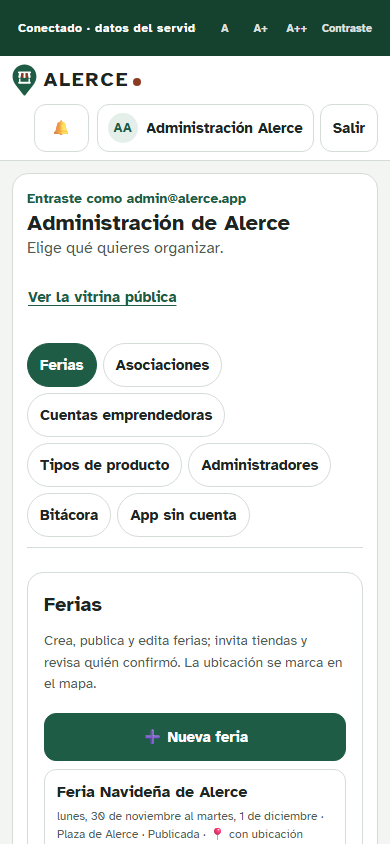 Conectado · datos del servid A A+ A++ Contraste
ALERCE
AA Administración Alerce Salir
Entraste como admin@alerce.app
Administración de Alerce
Elige qué quieres organizar.
Ver la vitrina pública
Ferias Asociaciones
Cuentas emprendedoras
Tipos de producto Administradores
Bitácora App sin cuenta
Ferias
Crea, publica y edita ferias; invita tiendas y
revisa quién confirmó. La ubicación se marca en
el mapa.
➕ Nueva feria
Feria Navideña de Alerce
lunes, 30 de noviembre al martes, 1 de diciembre ·
Plaza de Alerce · Publicada · 📍 con ubicación